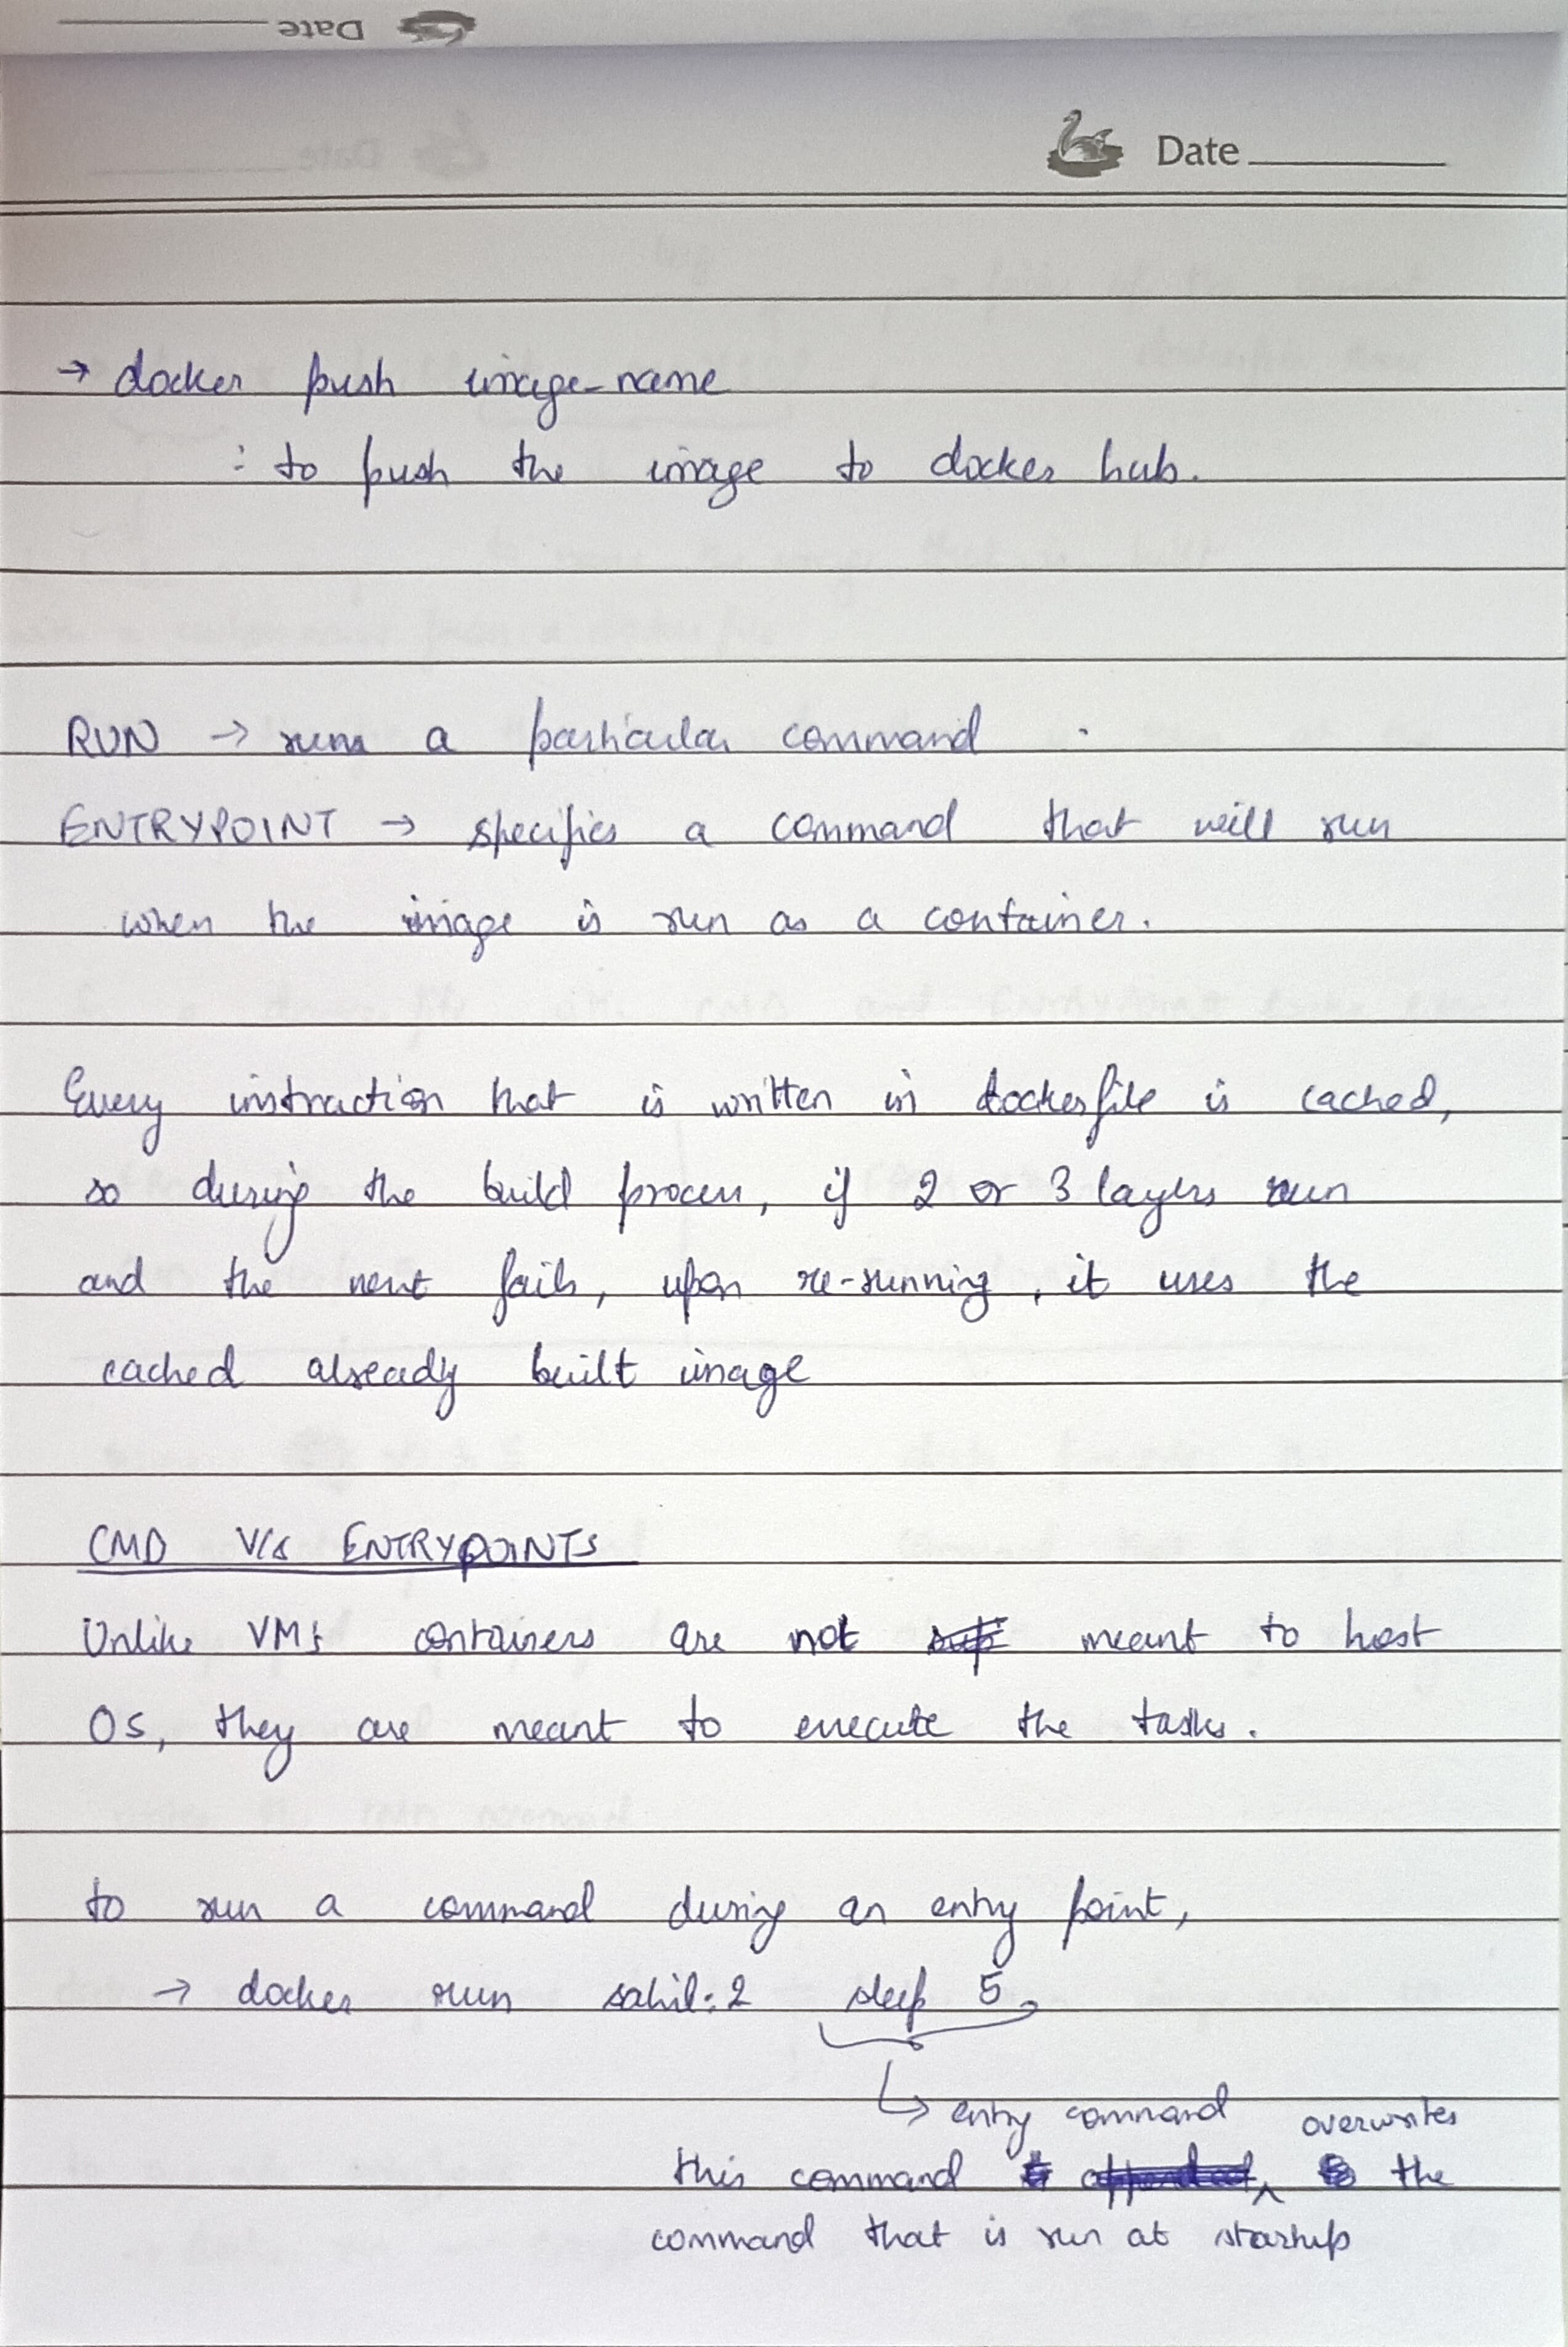 Date
Date
→ docker push image-name
: to push the image to docker hub.
RUN → runs a particular command
ENTRYPOINT → specifies a command that will run
when the image is run as a container.
Every instruction that is written in dockerfile is cached,
so during the build process, if 2 or 3 layers run
and the next fails, upon re-running, it uses the
cached already built image
CMD V/s ENTRYPOINTS
Unlike VMs containers are not meant to host
OS, they are meant to execute the tasks.
to run a command during an entry point,
→ docker run sahil:2 sleep 5
↳ entry command
this command overwrites the
command that is run at startup